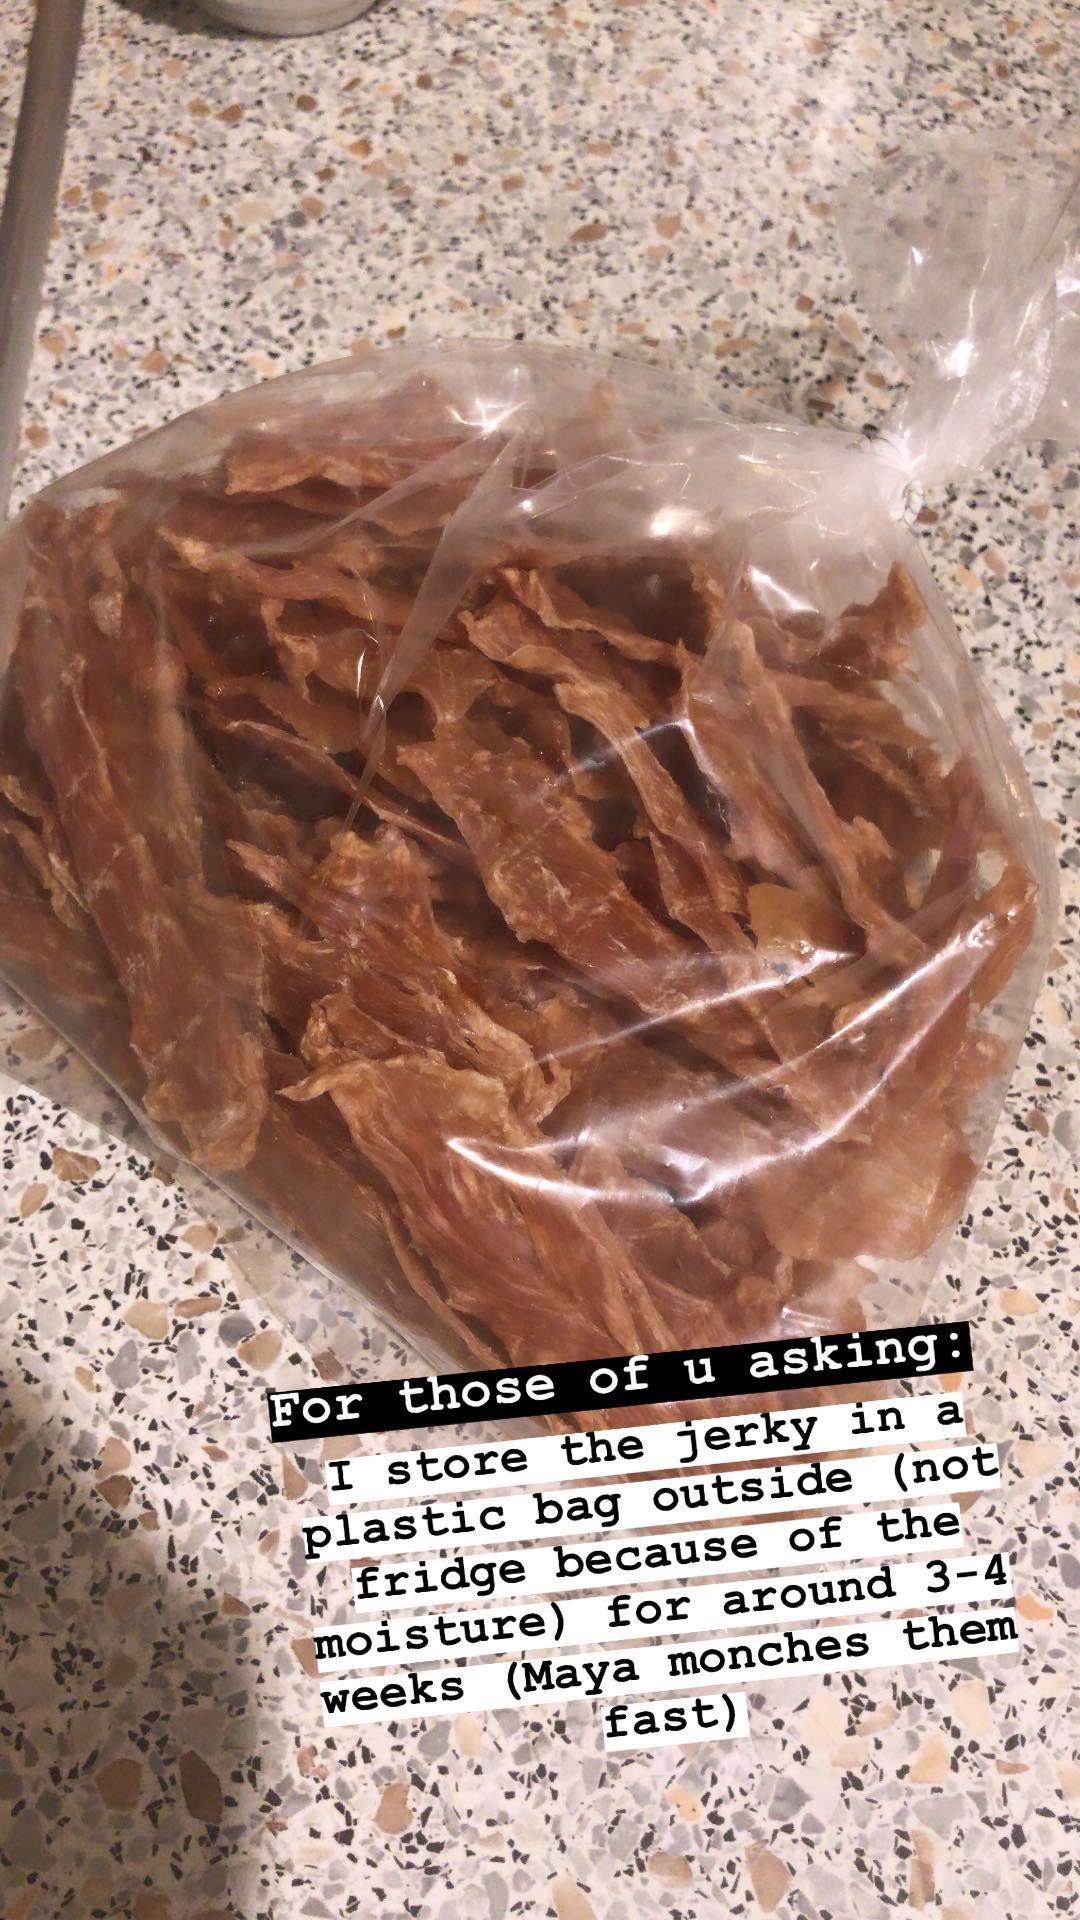 For those of u asking:
I store the jerky in a
plastic bag outside (not
fridge because of the
moisture) for around 3-4
weeks (Maya monches them
fast)